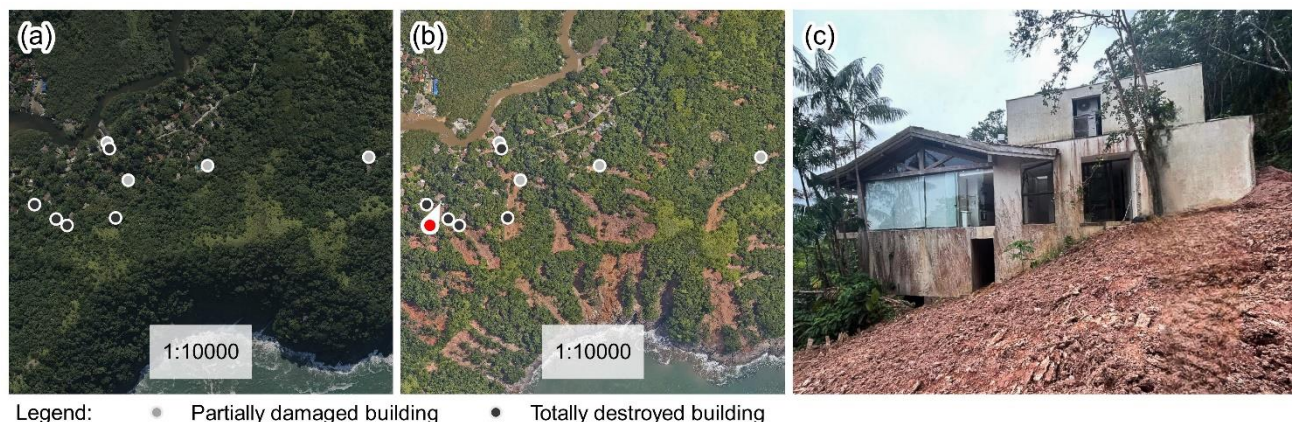 (a)
(b)
(c)
1:10000
1:10000
Legend: Partially damaged building Totally destroyed building